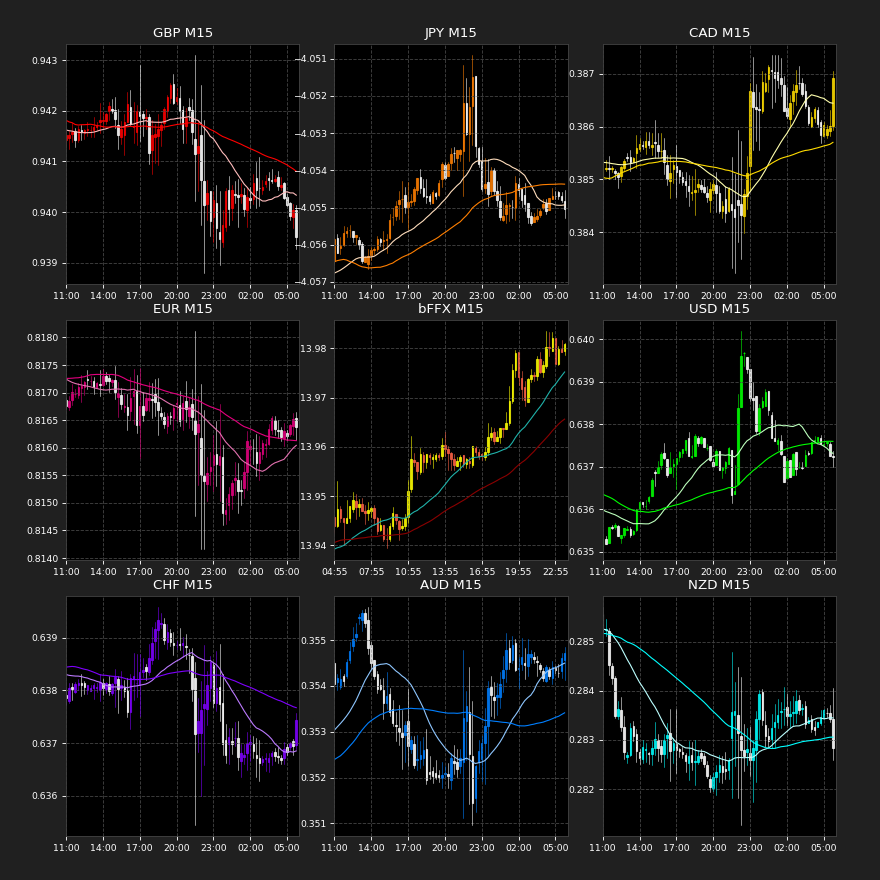 GBP M15
0.943
0.942
0.941
0.940
0.939
11:00 14:00 17:00 20:00 23:00 02:00 05:00
JPY M15
−4.051
−4.052
−4.053
−4.054
−4.055
−4.056
−4.057
11:00 14:00 17:00 20:00 23:00 02:00 05:00
CAD M15
0.387
0.386
0.385
0.384
11:00 14:00 17:00 20:00 23:00 02:00 05:00
EUR M15
0.8180
0.8175
0.8170
0.8165
0.8160
0.8155
0.8150
0.8145
0.8140
11:00 14:00 17:00 20:00 23:00 02:00 05:00
bFFX M15
13.98
13.97
13.96
13.95
13.94
04:55 07:55 10:55 13:55 16:55 19:55 22:55
USD M15
0.640
0.639
0.638
0.637
0.636
0.635
11:00 14:00 17:00 20:00 23:00 02:00 05:00
CHF M15
0.639
0.638
0.637
0.636
11:00 14:00 17:00 20:00 23:00 02:00 05:00
AUD M15
0.355
0.354
0.353
0.352
0.351
11:00 14:00 17:00 20:00 23:00 02:00 05:00
NZD M15
0.285
0.284
0.283
0.282
11:00 14:00 17:00 20:00 23:00 02:00 05:00